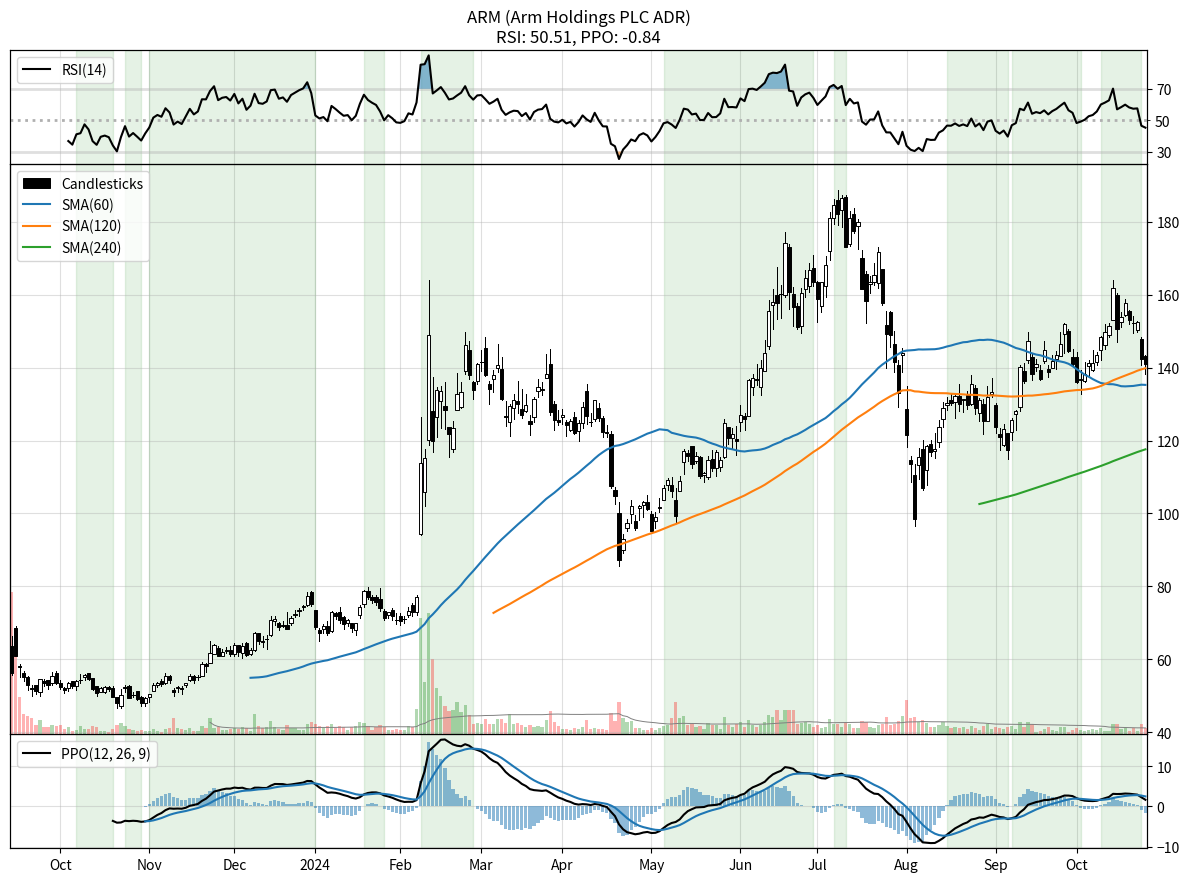 ARM (Arm Holdings PLC ADR)
RSI: 50.51, PPO: -0.84
RSI(14)
70
50
30
Candlesticks
SMA(60)
SMA(120)
SMA(240)
180
160
140
120
100
80
60
40
PPO(12, 26, 9)
10
0
−10
Oct Nov Dec 2024 Feb Mar Apr May Jun Jul Aug Sep Oct